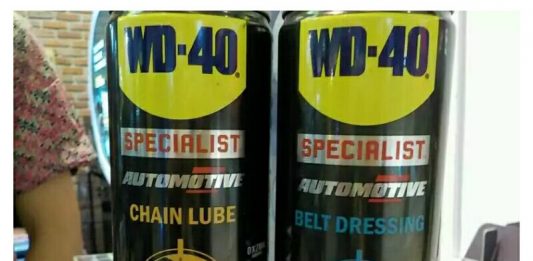 WD-40
SPECIALIST
AUTOMOTIVE
CHAIN LUBE
WD-40
SPECIALIST
AUTOMOTIVE
BELT DRESSING